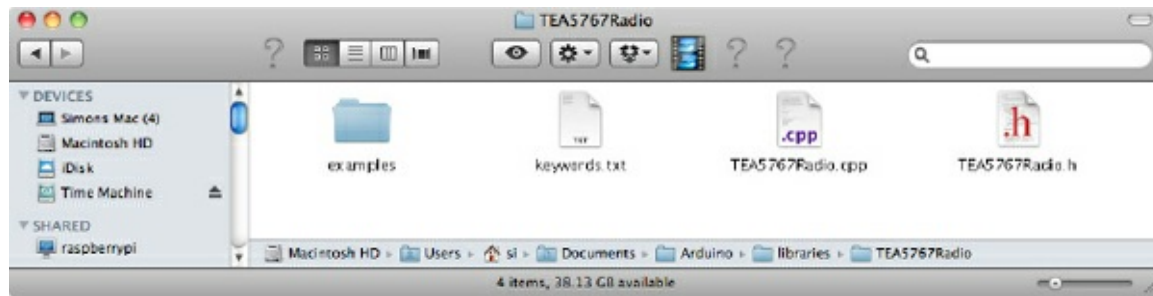 TEA5767Radio
? ? ?
DEVICES
Simons Mac (4)
Macintosh HD
iDisk
Time Machine
SHARED
raspberrypi
TXT
.cpp
.h
examples keywords.txt TEA5767Radio.cpp TEA5767Radio.h
Macintosh HD Users si Documents Arduino libraries TEA5767Radio
4 items, 38.13 GB available